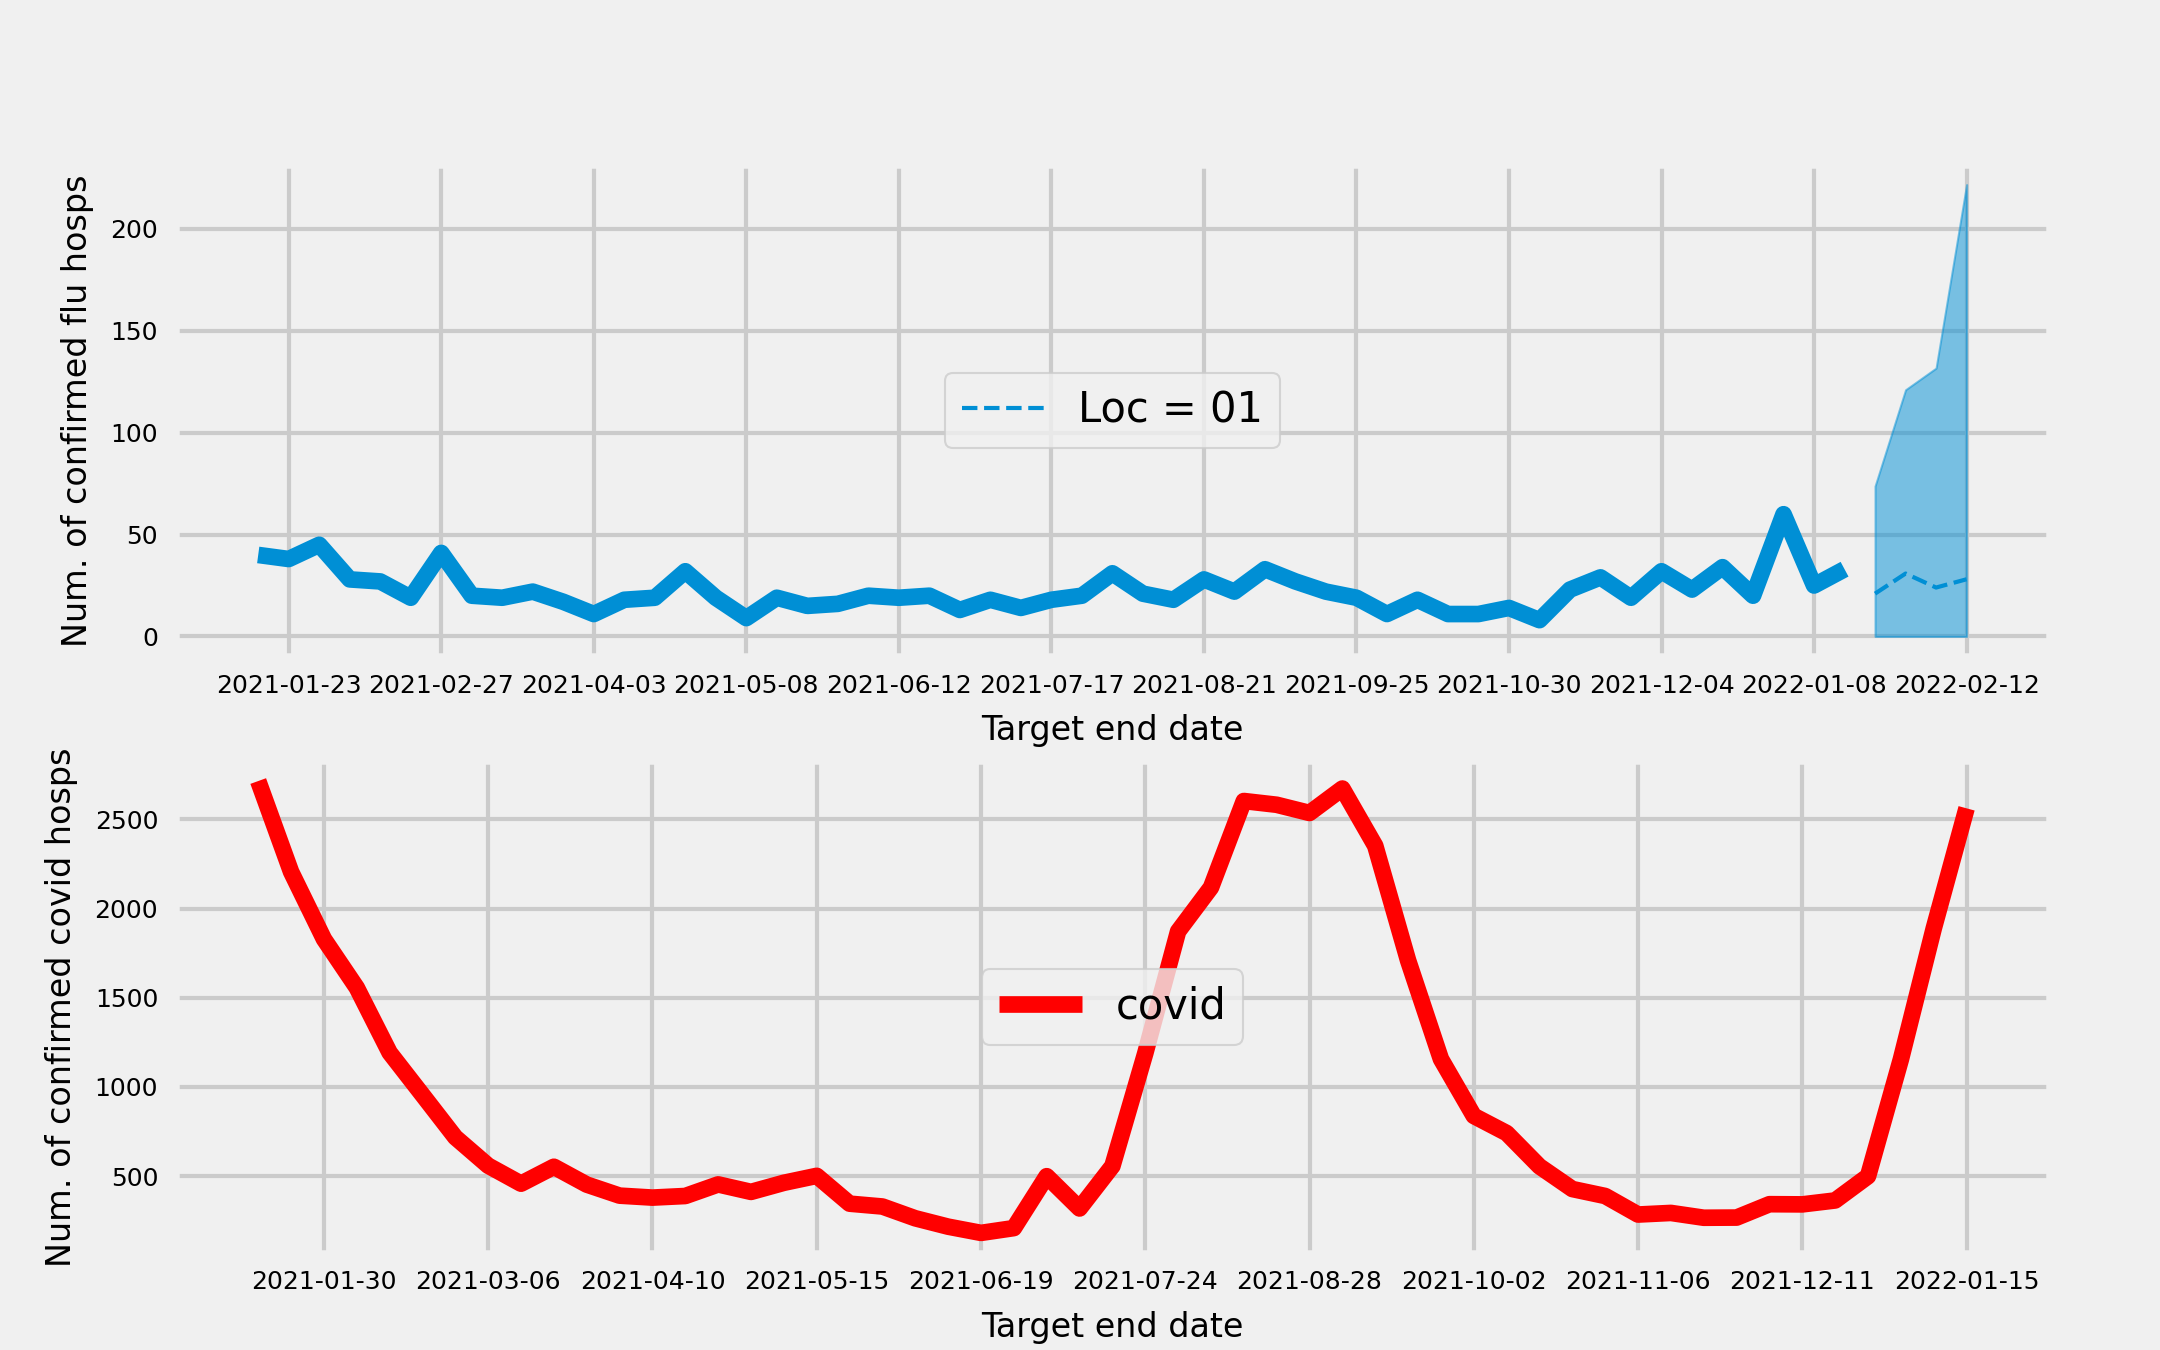 Num. of confirmed flu hosps
200
150
100
50
0
Loc = 01
2021-01-23 2021-02-27 2021-04-03 2021-05-08 2021-06-12 2021-07-17 2021-08-21 2021-09-25 2021-10-30 2021-12-04 2022-01-08 2022-02-12
Target end date
Num. of confirmed covid hosps
2500
2000
1500
1000
500
covid
2021-01-30 2021-03-06 2021-04-10 2021-05-15 2021-06-19 2021-07-24 2021-08-28 2021-10-02 2021-11-06 2021-12-11 2022-01-15
Target end date